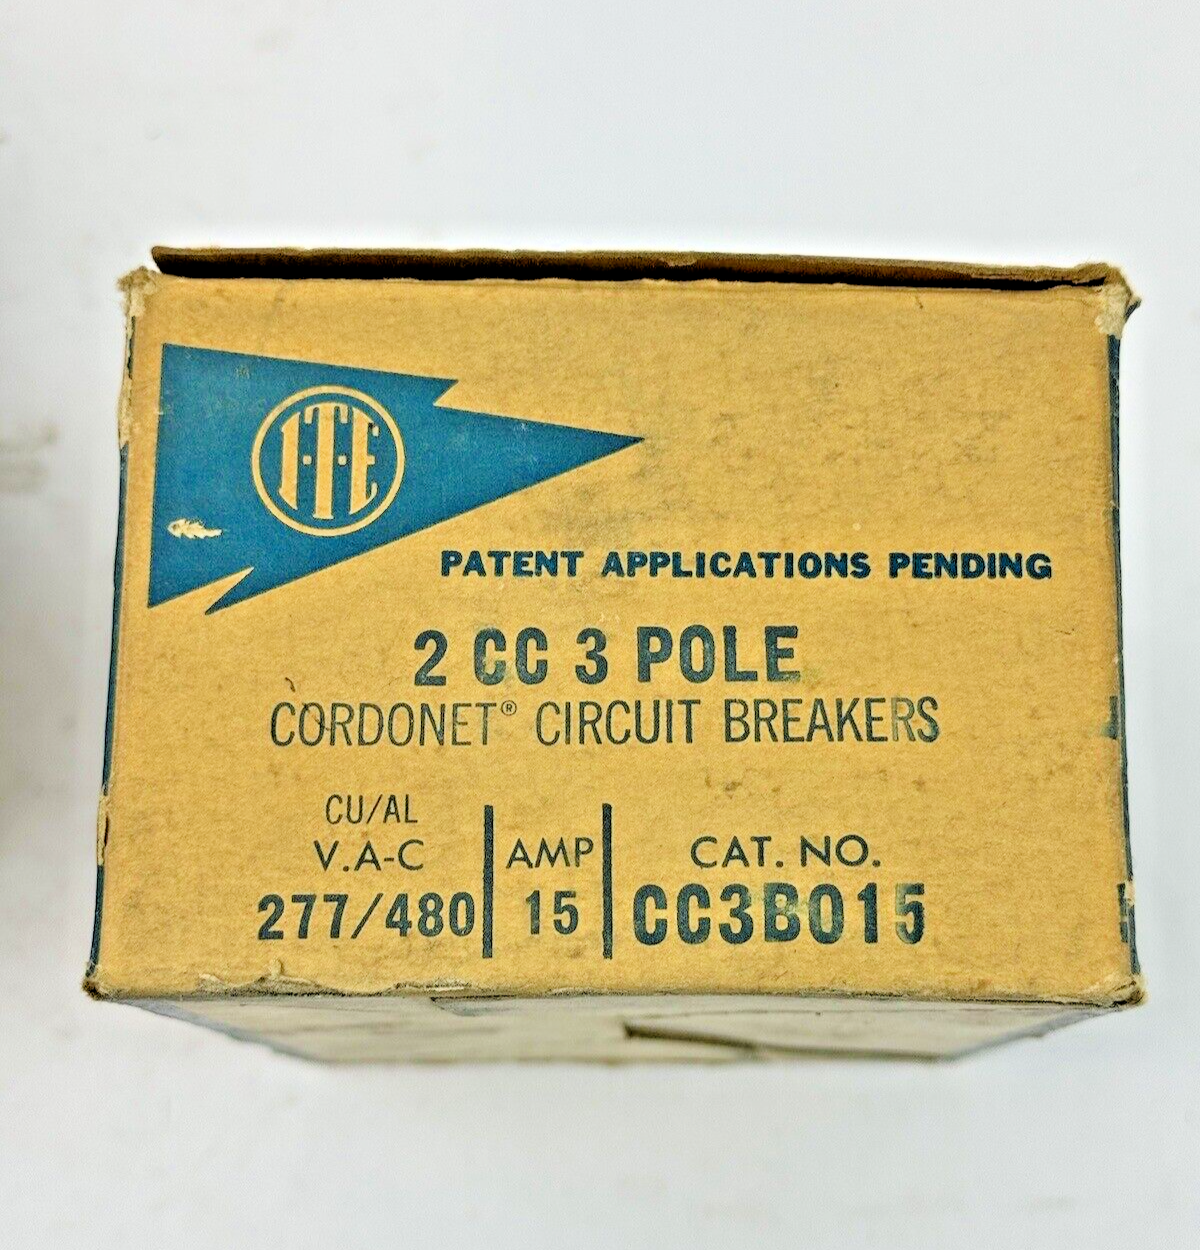 I-T-E
PATENT APPLICATIONS PENDING
2 CC 3 POLE
CORDONET® CIRCUIT BREAKERS
CU/AL
V.A-C AMP CAT. NO.
277/480 15 CC3B015